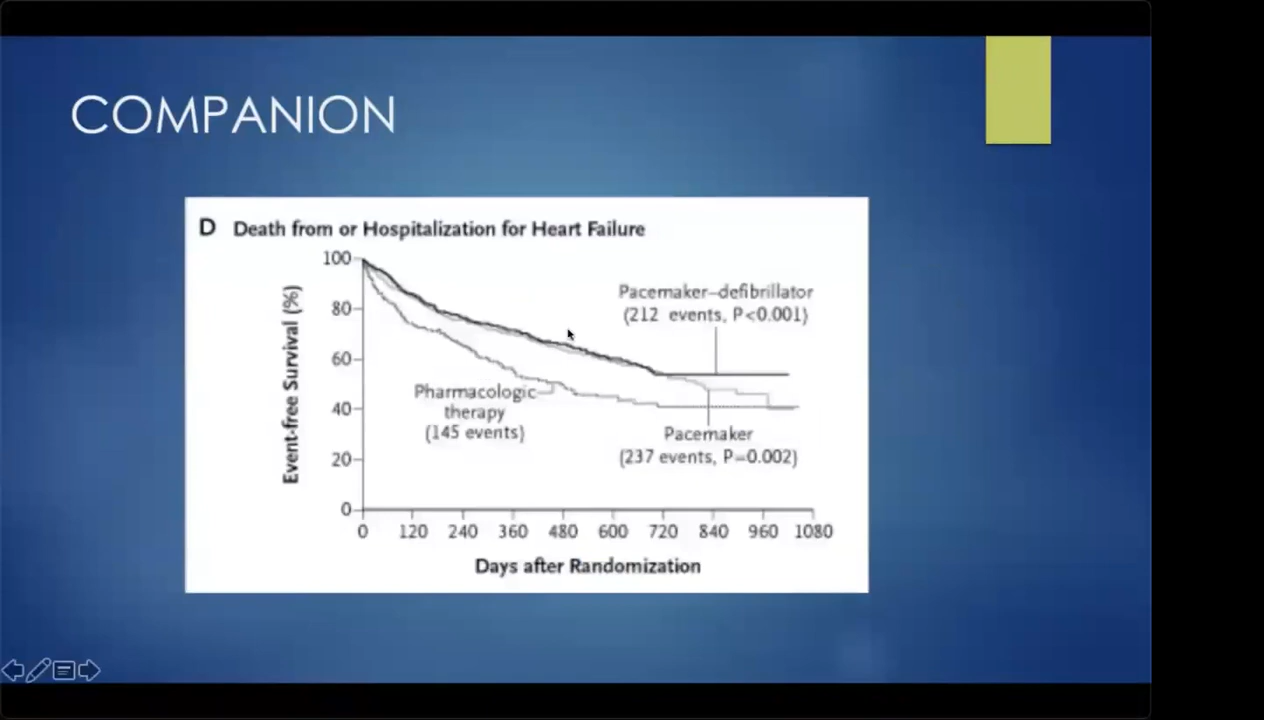 COMPANION
D Death from or Hospitalization for Heart Failure
Event-free Survival (%)
100
80
60
40
20
0
Pacemaker–defibrillator
(212 events, P<0.001)
Pharmacologic
therapy
(145 events)
Pacemaker
(237 events, P=0.002)
0 120 240 360 480 600 720 840 960 1080
Days after Randomization